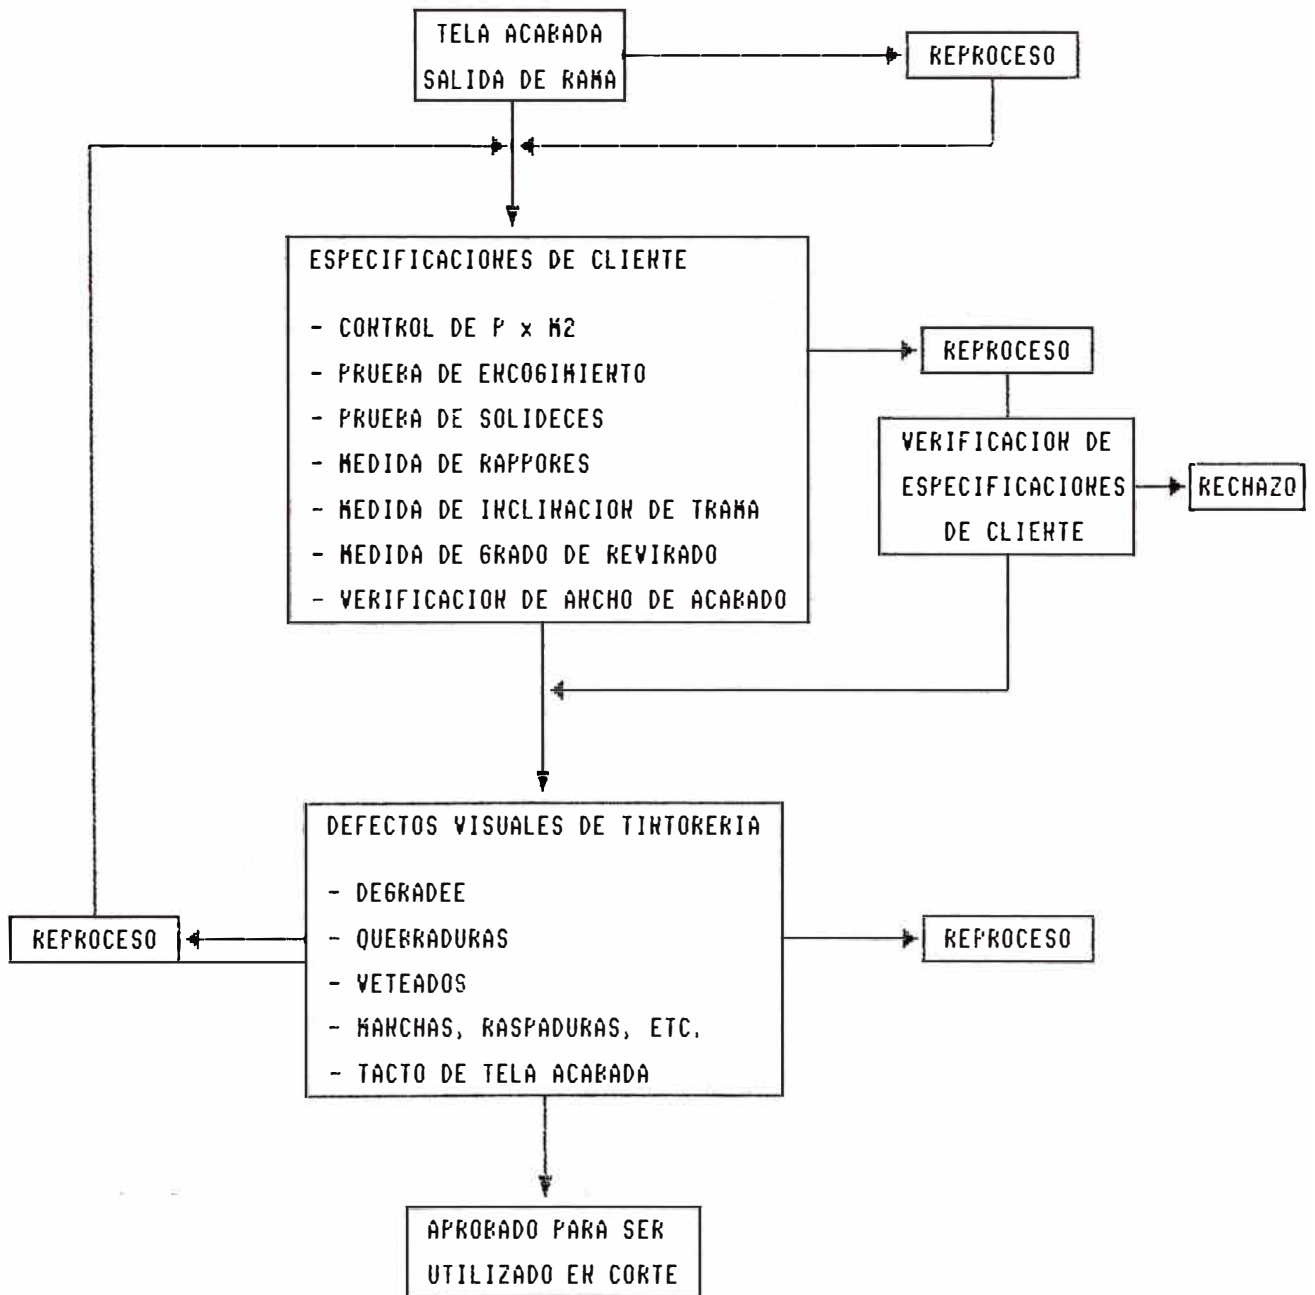 TELA ACABADA
SALIDA DE RAMA
REPROCESO
ESPECIFICACIONES DE CLIENTE
- CONTROL DE P x M2
- PRUEBA DE ENCOGIMIENTO
- PRUEBA DE SOLIDECES
- MEDIDA DE RAPPORES
- MEDIDA DE INCLINACION DE TRAMA
- MEDIDA DE GRADO DE REVIRADO
- VERIFICACION DE ANCHO DE ACABADO
REPROCESO
VERIFICACION DE
ESPECIFICACIONES
DE CLIENTE
RECHAZO
DEFECTOS VISUALES DE TINTORERIA
- DEGRADEE
- QUEBRADURAS
- VETEADOS
- MANCHAS, RASPADURAS, ETC.
- TACTO DE TELA ACABADA
REPROCESO
REPROCESO
APROBADO PARA SER
UTILIZADO EN CORTE